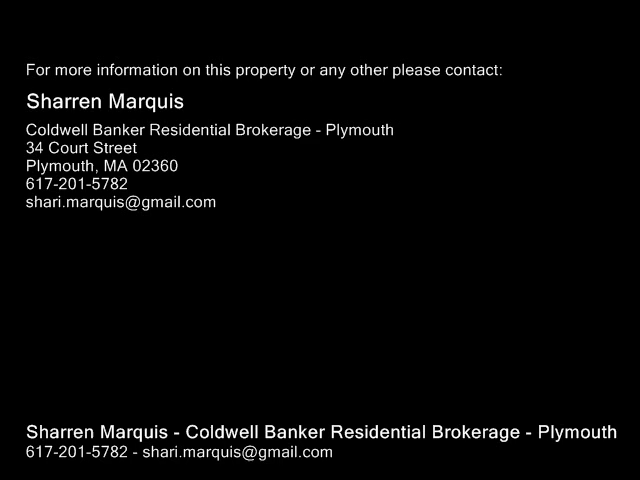 For more information on this property or any other please contact:
Sharren Marquis
Coldwell Banker Residential Brokerage - Plymouth
34 Court Street
Plymouth, MA 02360
617-201-5782
shari.marquis@gmail.com
Sharren Marquis - Coldwell Banker Residential Brokerage - Plymouth
617-201-5782 - shari.marquis@gmail.com